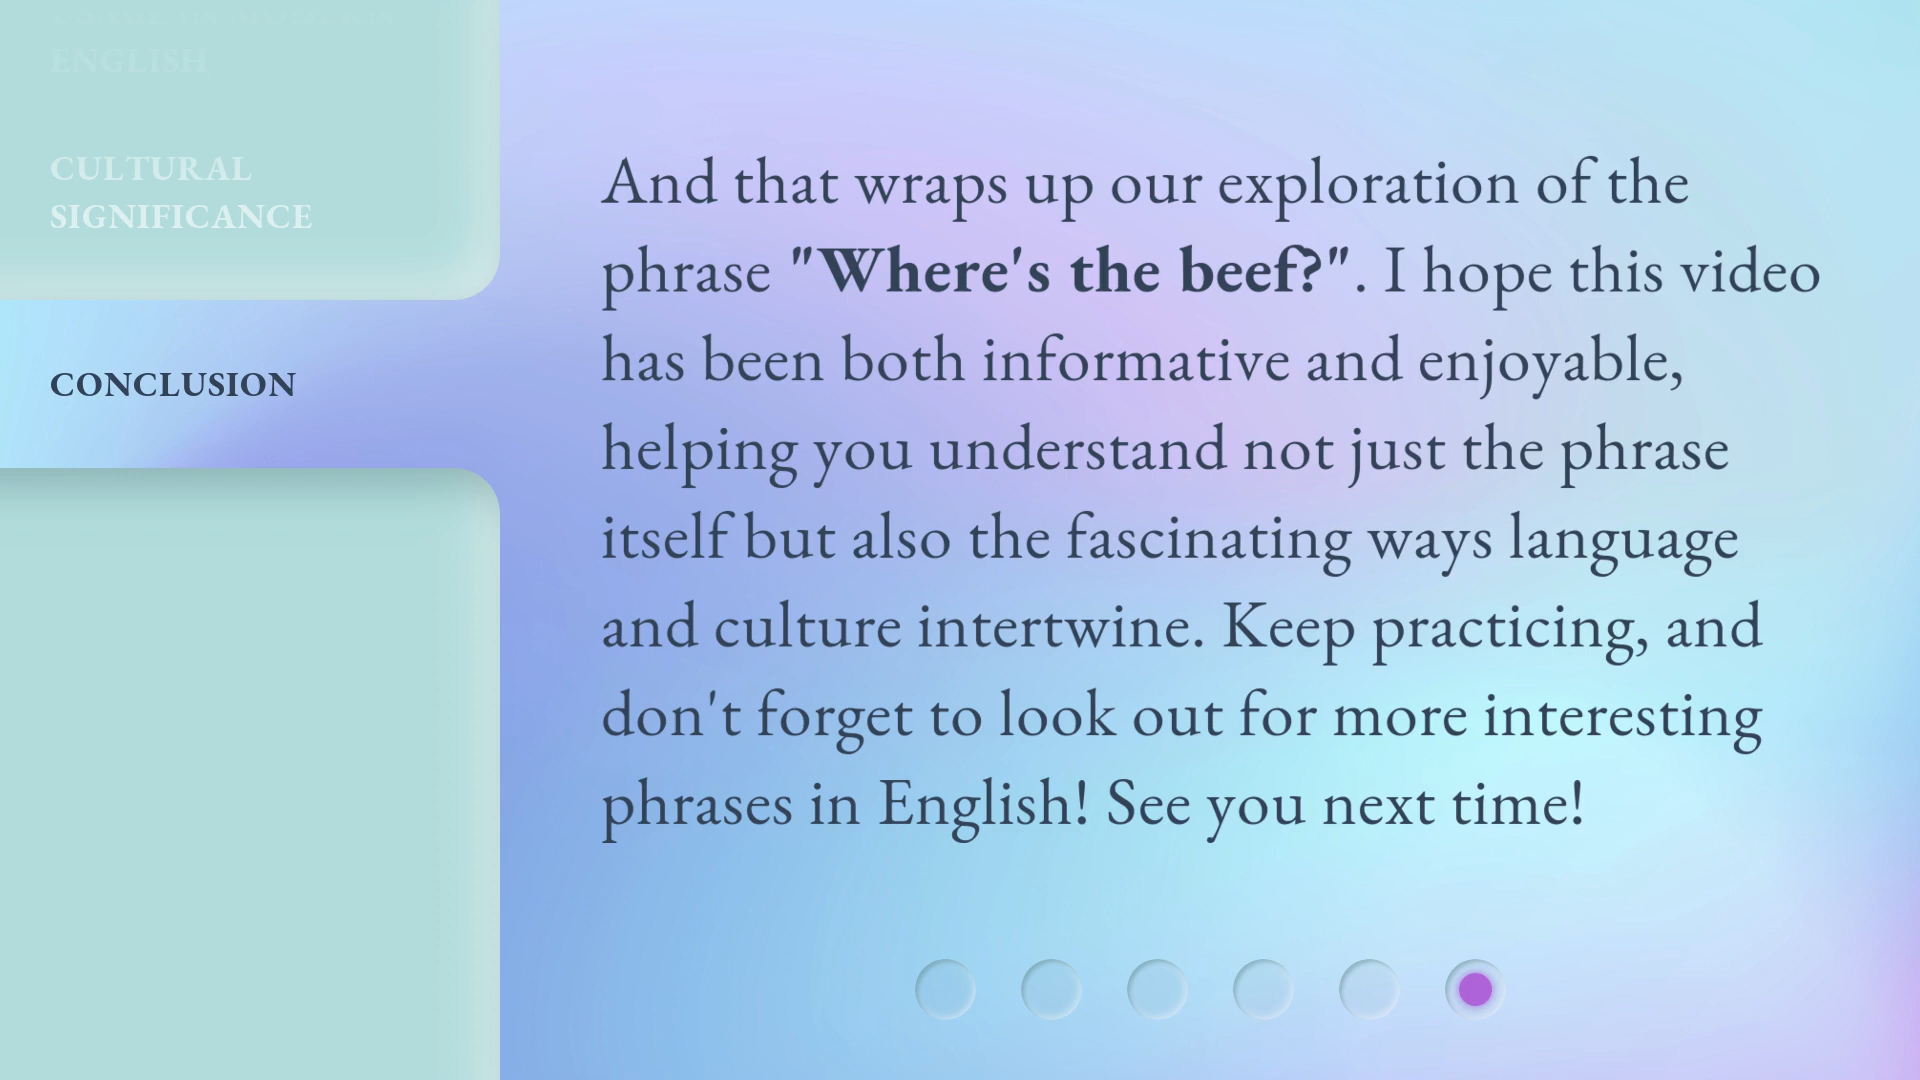 ENGLISH
CULTURAL
SIGNIFICANCE
CONCLUSION
And that wraps up our exploration of the
phrase "Where's the beef?". I hope this video
has been both informative and enjoyable,
helping you understand not just the phrase
itself but also the fascinating ways language
and culture intertwine. Keep practicing, and
don't forget to look out for more interesting
phrases in English! See you next time!